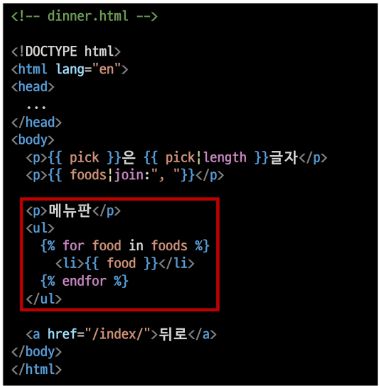 <!-- dinner.html -->
<!DOCTYPE html>
<html lang="en">
<head>
...
</head>
<body>
<p>{{ pick }}은 {{ pick|length }}글자</p>
<p>{{ foods|join:", "}}</p>
<p>메뉴판</p>
<ul>
{% for food in foods %}
<li>{{ food }}</li>
{% endfor %}
</ul>
<a href="/index/">뒤로</a>
</body>
</html>